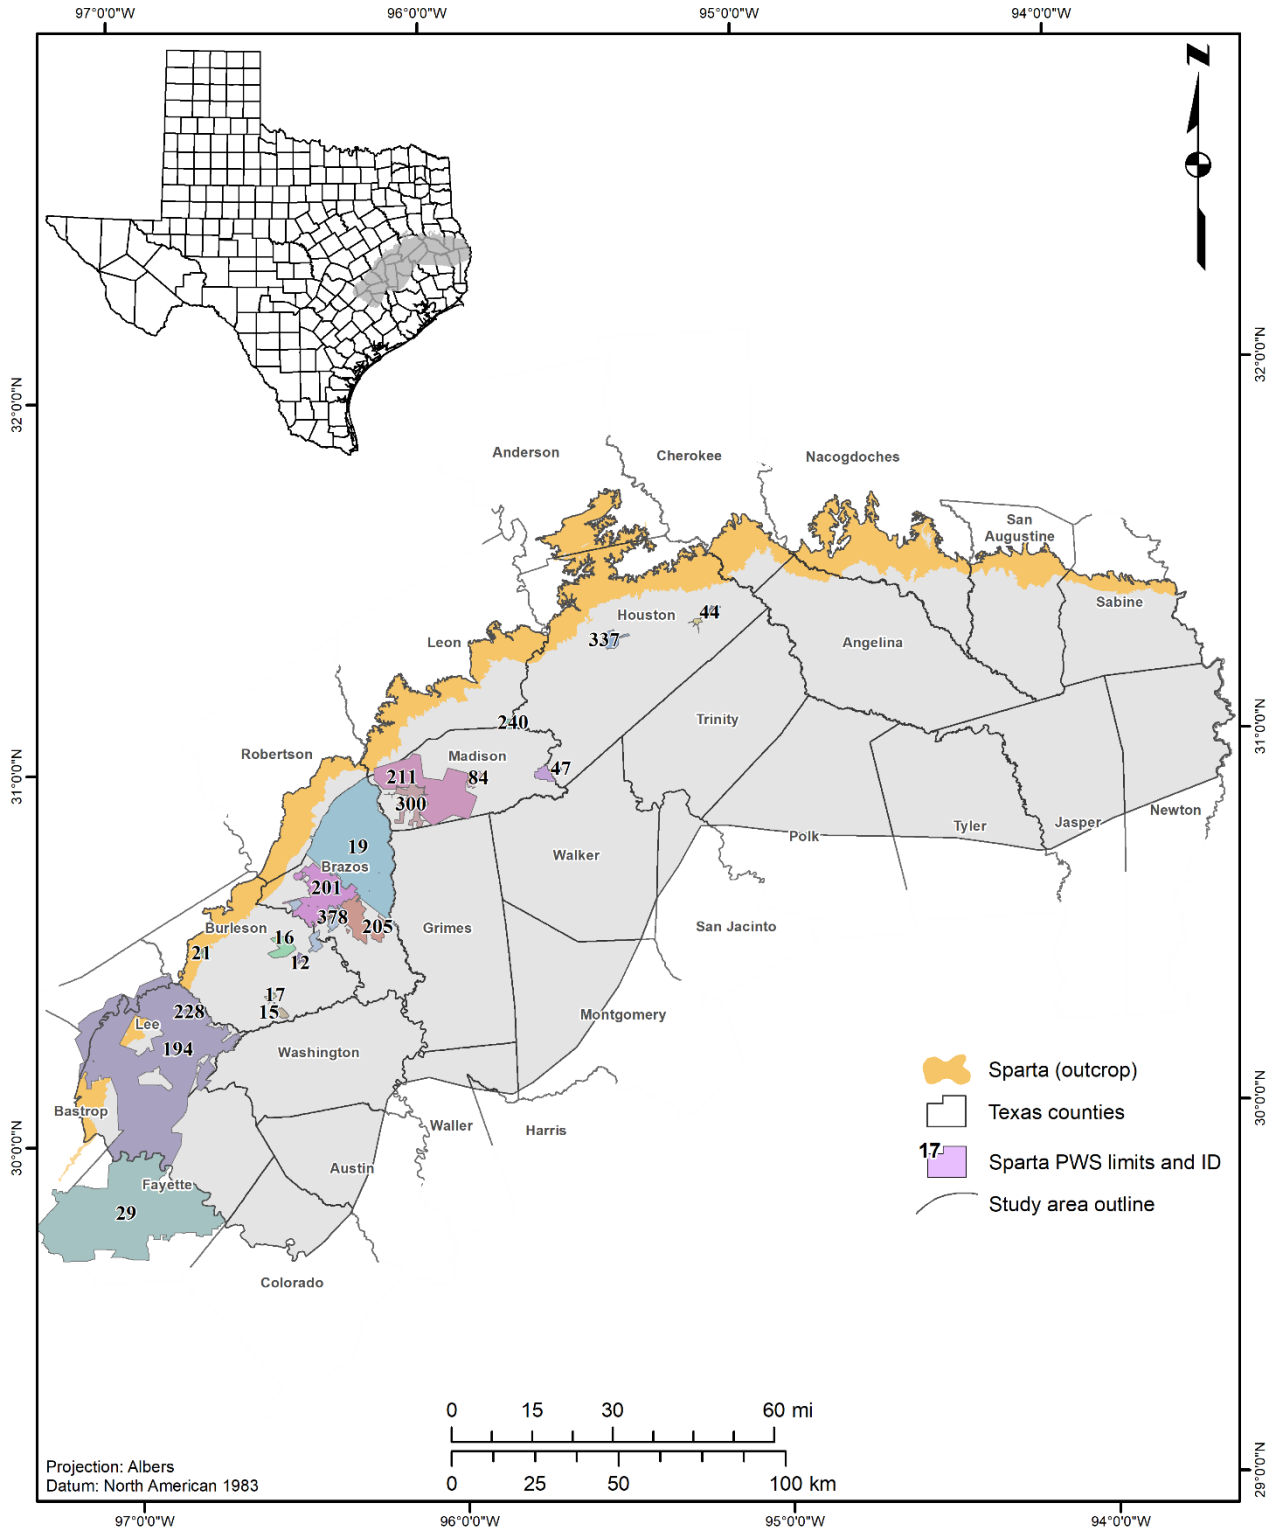 97°0'0"W
96°0'0"W
95°0'0"W
94°0'0"W
N
32°0'0"N
32°0'0"N
Anderson
Cherokee
Nacogdoches
San
Augustine
Sabine
Houston
44
337
Leon
Angelina
240
Trinity
31°0'0"N
31°0'0"N
Robertson
Madison
211
84
47
300
Newton
Jasper
Tyler
Polk
19
Brazos
Walker
201
378
205
Burleson
Grimes
San Jacinto
16
21
12
17
15
228
Lee
194
Montgomery
Washington
Bastrop
Waller
Harris
30°0'0"N
30°0'0"N
Austin
Fayette
29
Colorado
Sparta (outcrop)
Texas counties
17
Sparta PWS limits and ID
Study area outline
0 15 30 60 mi
0 25 50 100 km
Projection: Albers
Datum: North American 1983
29°0'0"N
97°0'0"W
96°0'0"W
95°0'0"W
94°0'0"W